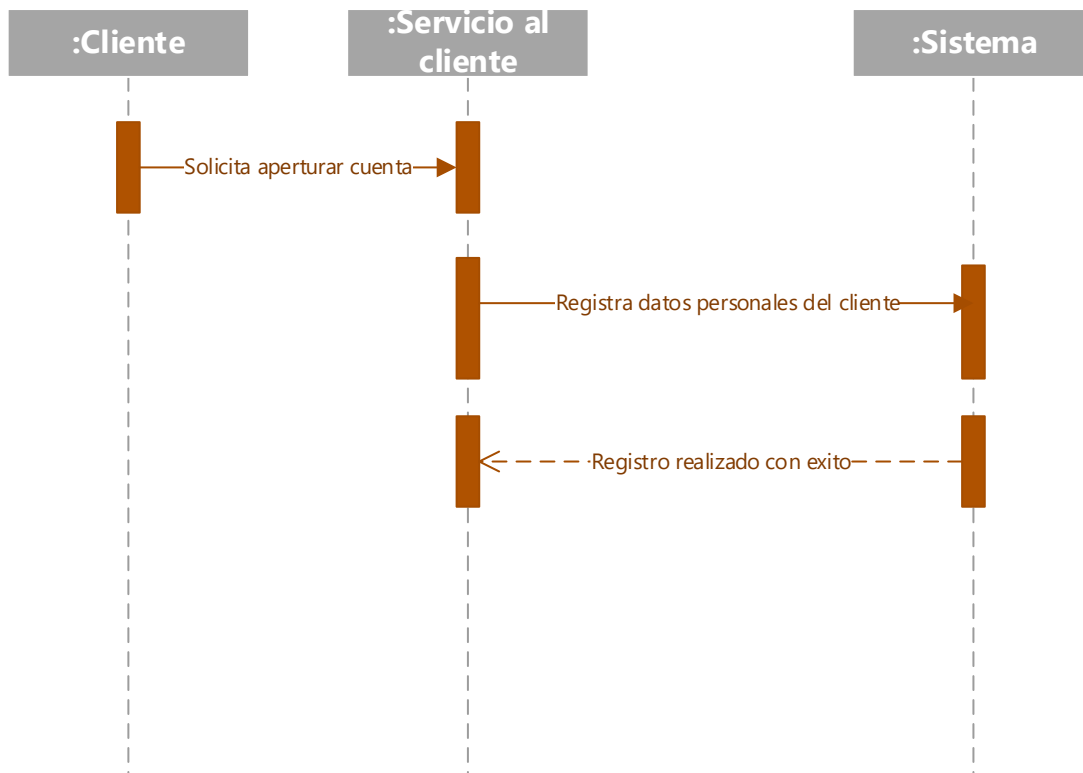 :Cliente
:Servicio al
cliente
:Sistema
Solicita aperturar cuenta
Registra datos personales del cliente
Registro realizado con exito